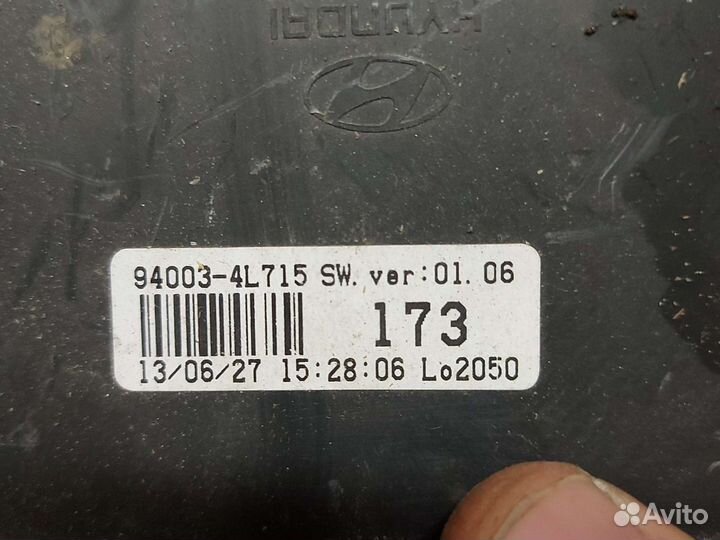 HYUNDAI
94003-4L715 SW. ver:01. 06
173
13/06/27 15:28:06 Lo2050
Avito